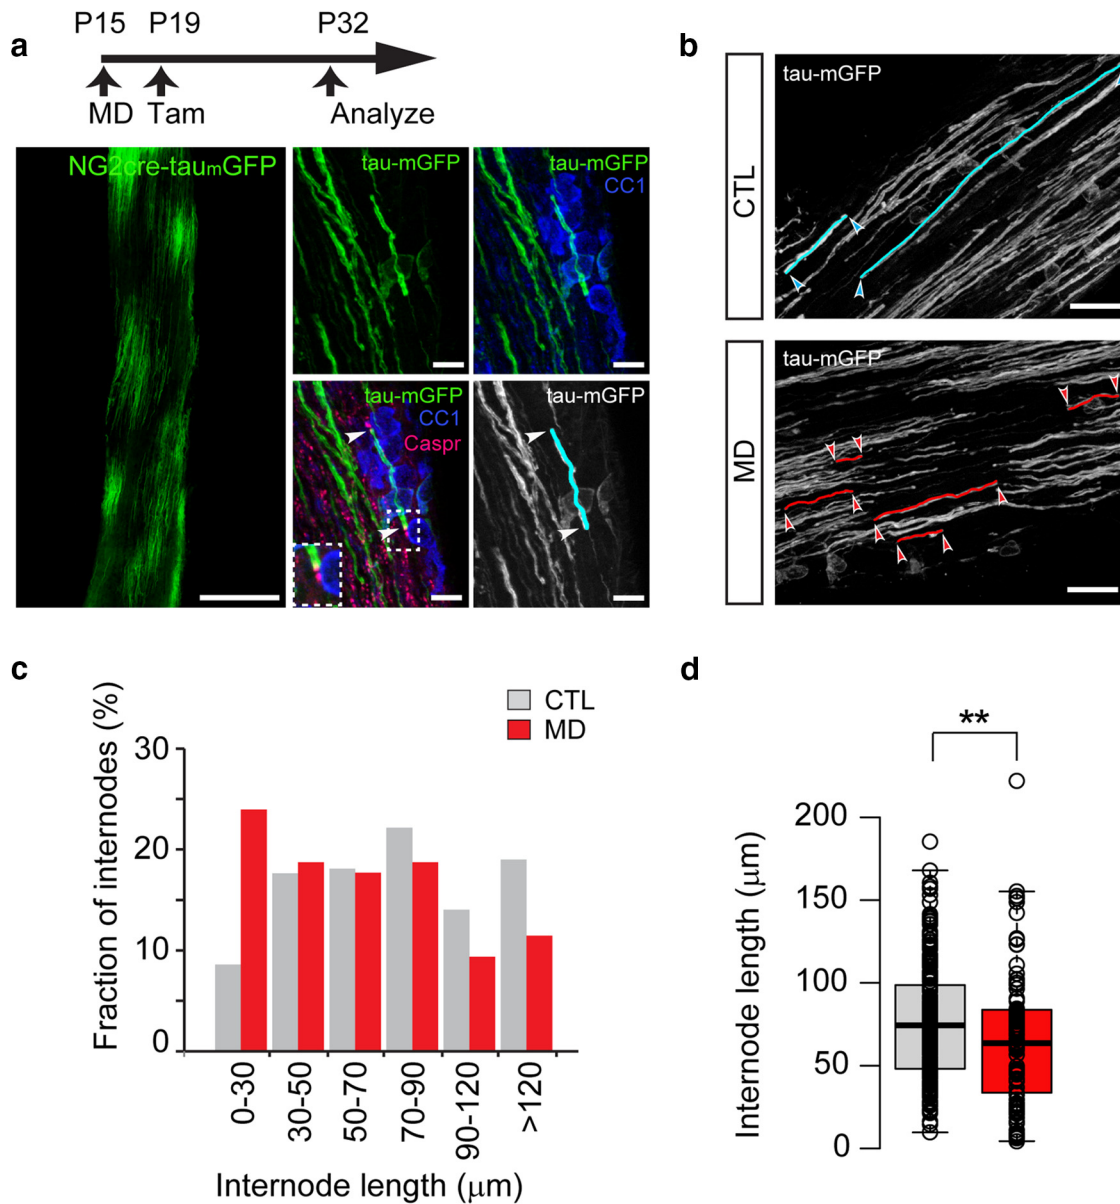 a
P15 P19 P32
MD Tam Analyze
NG2cre-taumGFP
tau-mGFP
tau-mGFP
CC1
tau-mGFP
CC1
Caspr
tau-mGFP
b
CTL
tau-mGFP
MD
tau-mGFP
c
CTL
MD
Fraction of internodes (%)
30
20
10
0
0-30
30-50
50-70
70-90
90-120
>120
Internode length (μm)
d
**
Internode length (μm)
200
150
100
50
0